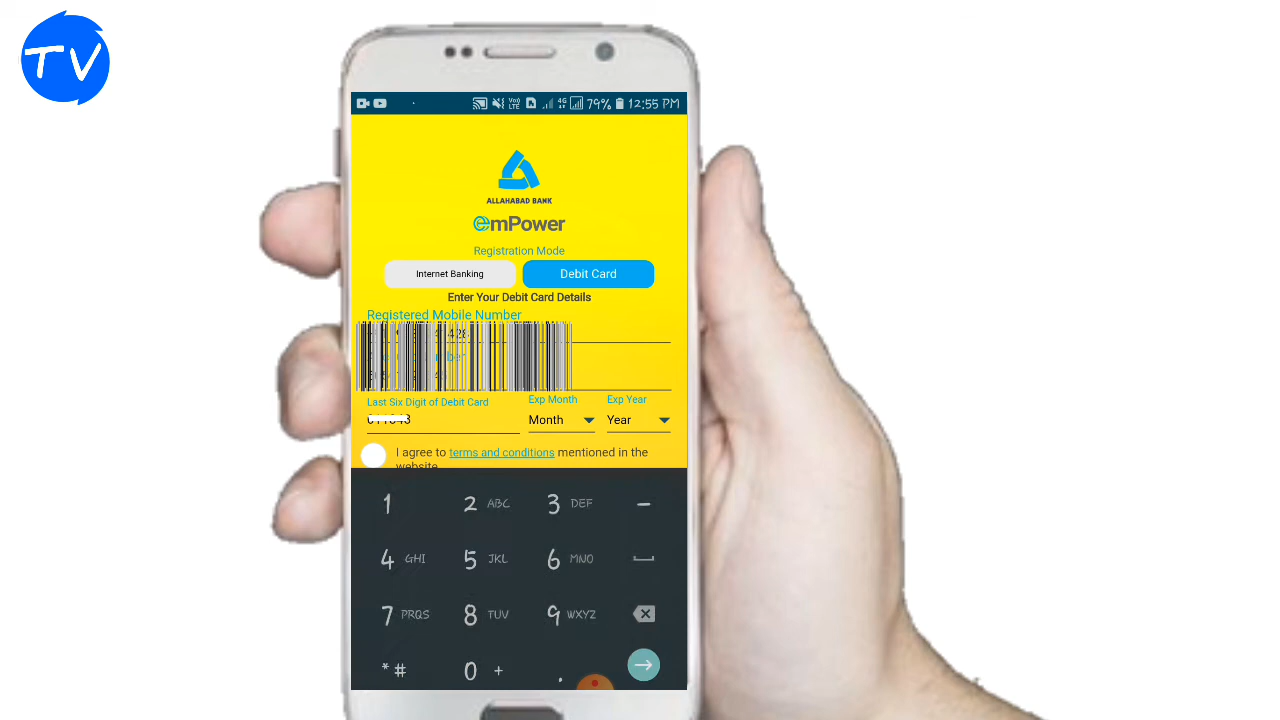 TV
VoLTE 4G 79% 12:55 PM
ALLAHABAD BANK
emPower
Registration Mode
Internet Banking Debit Card
Enter Your Debit Card Details
Registered Mobile Number
Last Six Digit of Debit Card Exp Month Exp Year
Month Year
I agree to terms and conditions mentioned in the
website
1 2 ABC 3 DEF -
4 GHI 5 JKL 6 MNO
7 PRQS 8 TUV 9 WXYZ
*# 0 + .